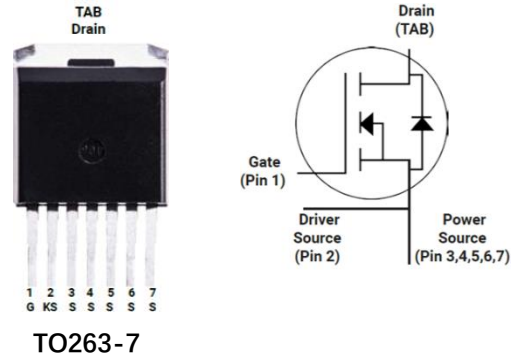 TAB
Drain
1 2 3 4 5 6 7
G KS S S S S S
TO263-7
Drain
(TAB)
Gate
(Pin 1)
Driver
Source
(Pin 2)
Power
Source
(Pin 3,4,5,6,7)